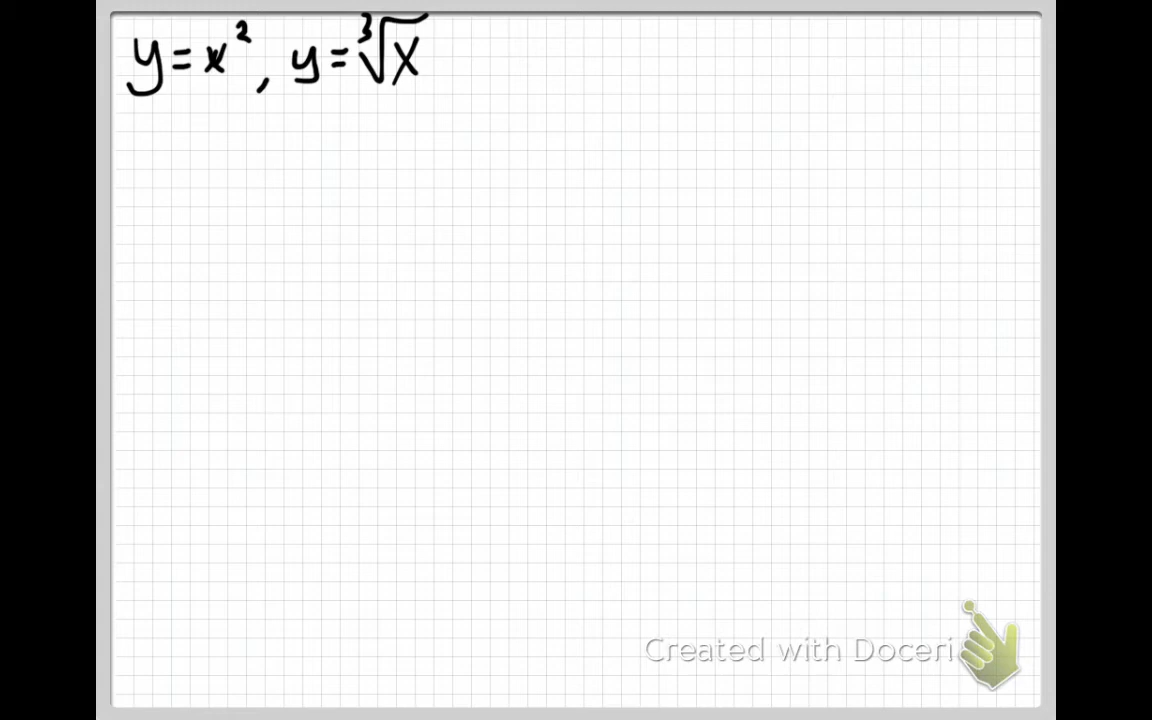 y = x², y = ∛x
Created with Doceri